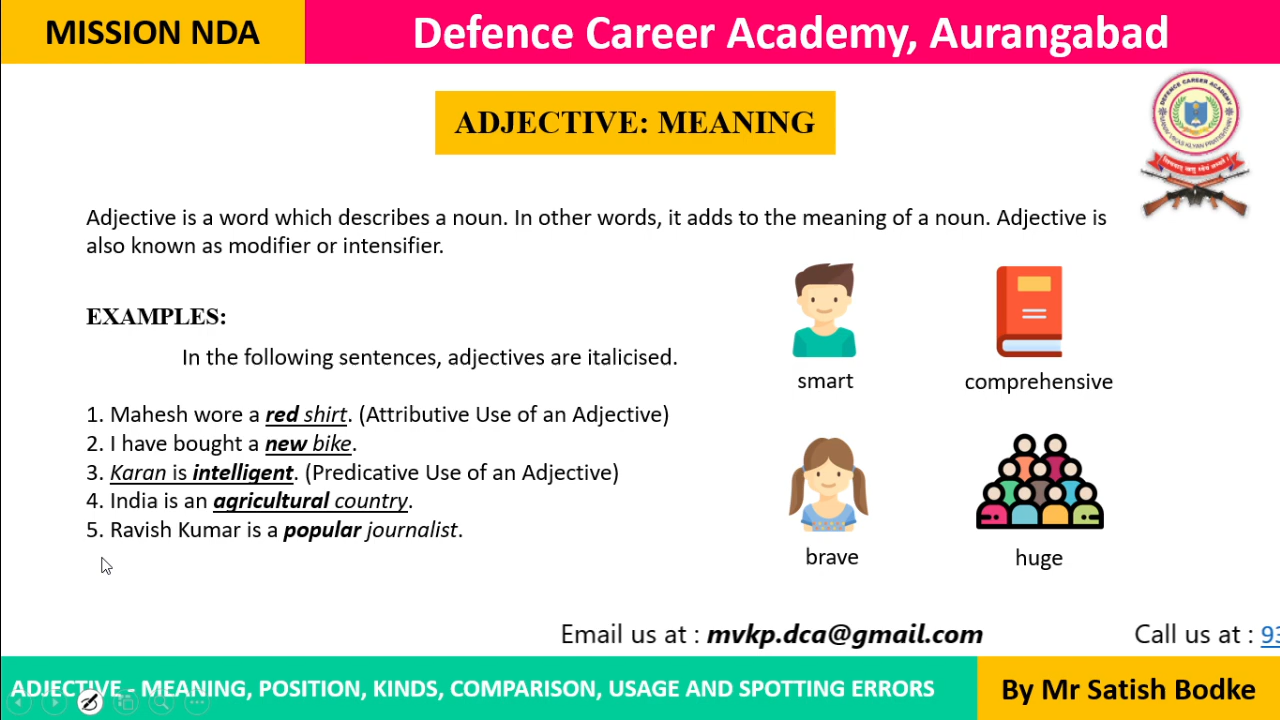 MISSION NDA
Defence Career Academy, Aurangabad
ADJECTIVE: MEANING
DEFENCE CAREER ACADEMY
Adjective is a word which describes a noun. In other words, it adds to the meaning of a noun. Adjective is
also known as modifier or intensifier.
EXAMPLES:
In the following sentences, adjectives are italicised.
1. Mahesh wore a red shirt. (Attributive Use of an Adjective)
2. I have bought a new bike.
3. Karan is intelligent. (Predicative Use of an Adjective)
4. India is an agricultural country.
5. Ravish Kumar is a popular journalist.
smart
comprehensive
brave
huge
Email us at : mvkp.dca@gmail.com
Call us at : 93
ADJECTIVE - MEANING, POSITION, KINDS, COMPARISON, USAGE AND SPOTTING ERRORS
By Mr Satish Bodke